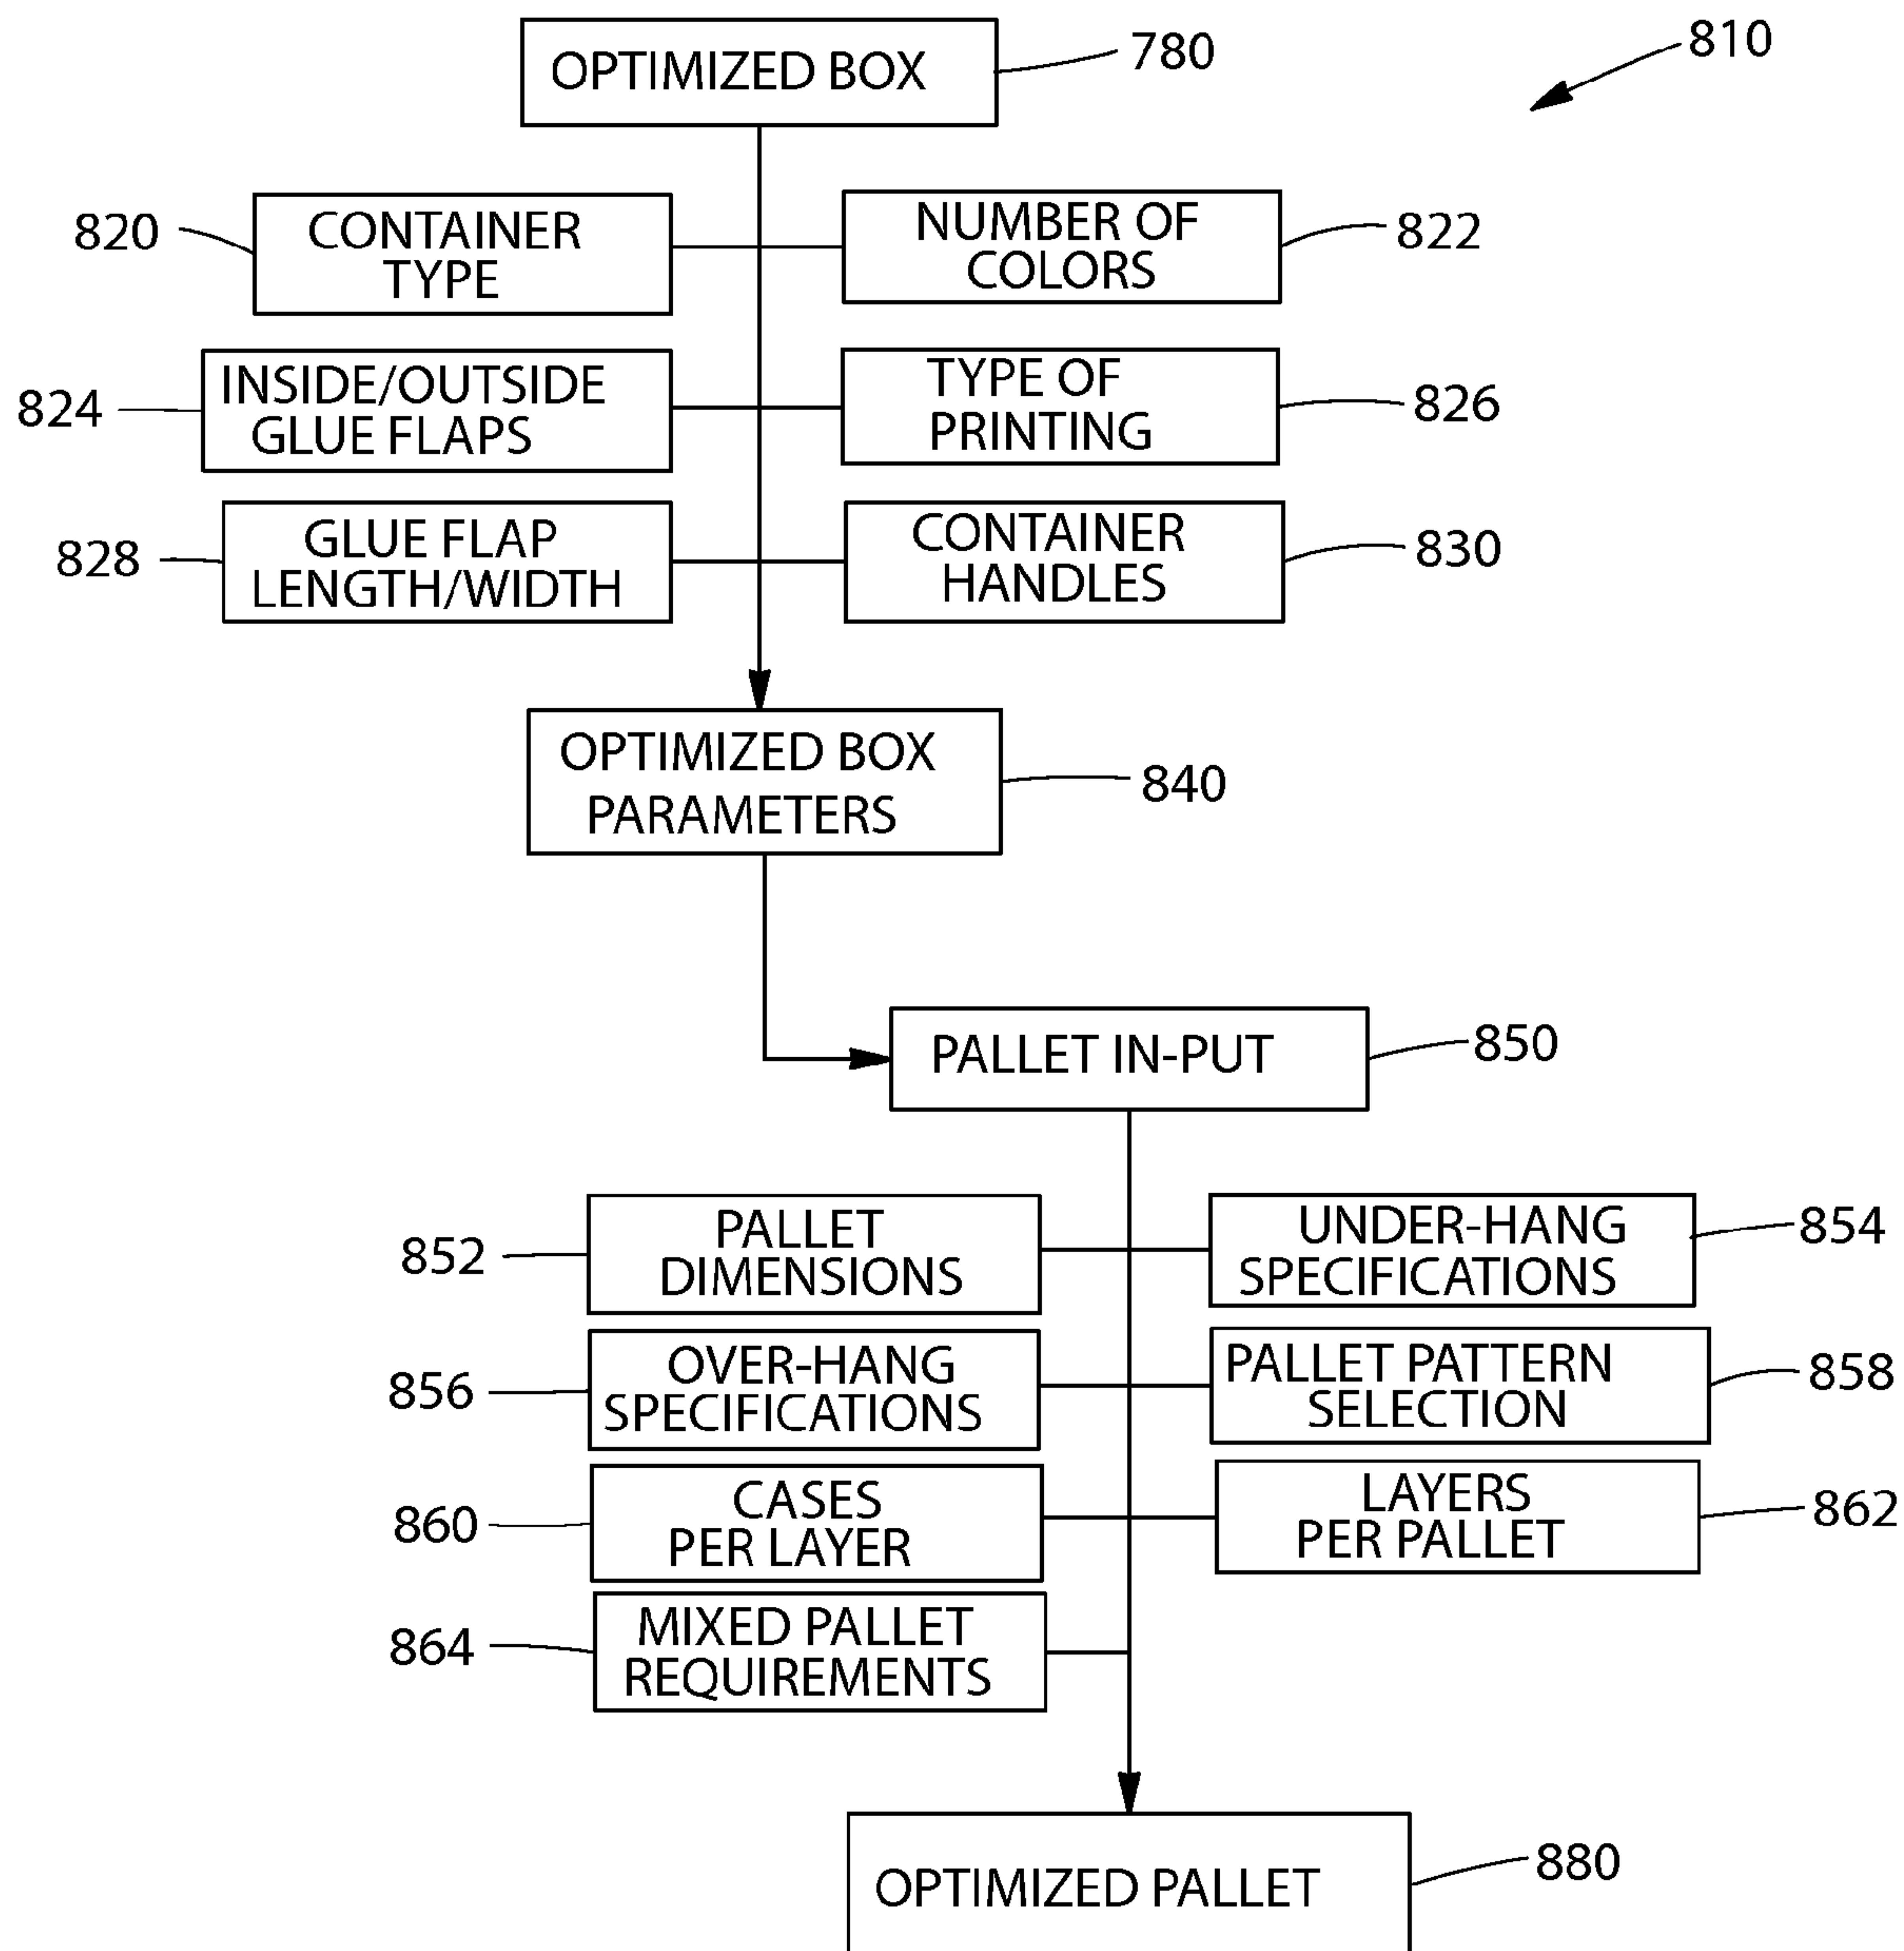 OPTIMIZED BOX
780
810
820
CONTAINER
TYPE
NUMBER OF
COLORS
822
824
INSIDE/OUTSIDE
GLUE FLAPS
TYPE OF
PRINTING
826
828
GLUE FLAP
LENGTH/WIDTH
CONTAINER
HANDLES
830
OPTIMIZED BOX
PARAMETERS
840
PALLET IN-PUT
850
852
PALLET
DIMENSIONS
UNDER-HANG
SPECIFICATIONS
854
856
OVER-HANG
SPECIFICATIONS
PALLET PATTERN
SELECTION
858
860
CASES
PER LAYER
LAYERS
PER PALLET
862
864
MIXED PALLET
REQUIREMENTS
OPTIMIZED PALLET
880